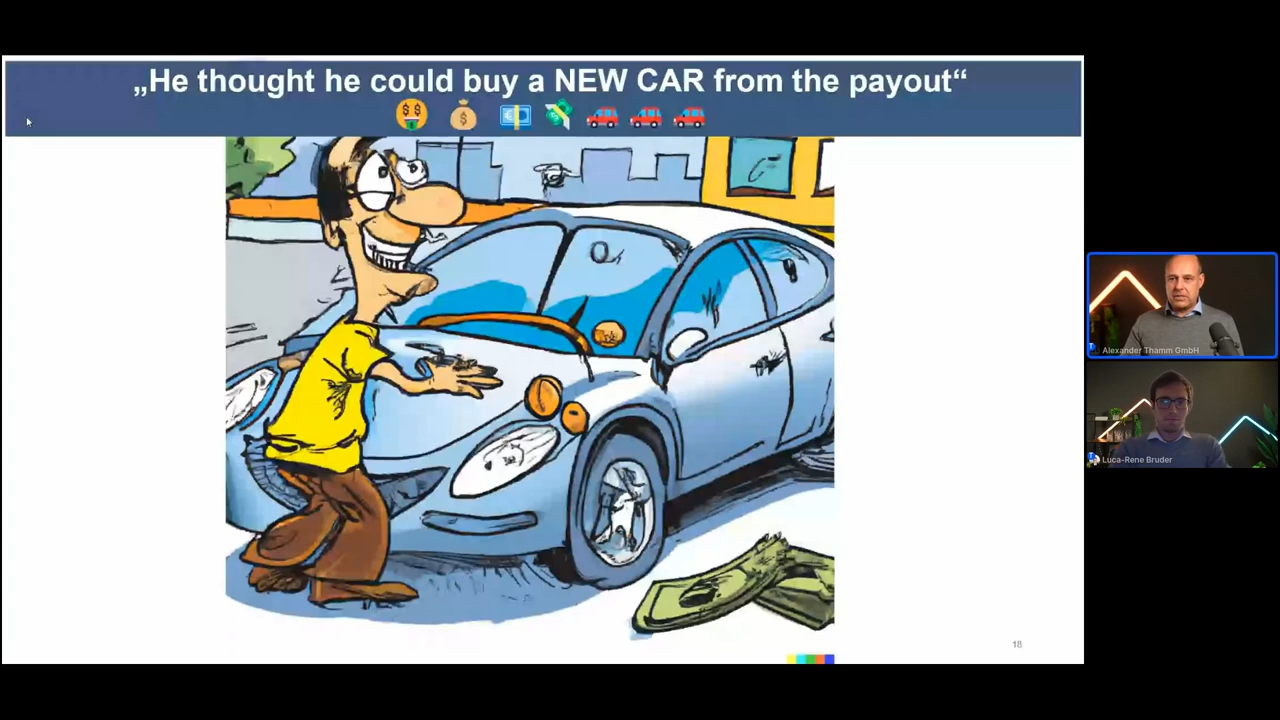 „He thought he could buy a NEW CAR from the payout“
18
Alexander Thamm GmbH
Luca-Rene Bruder